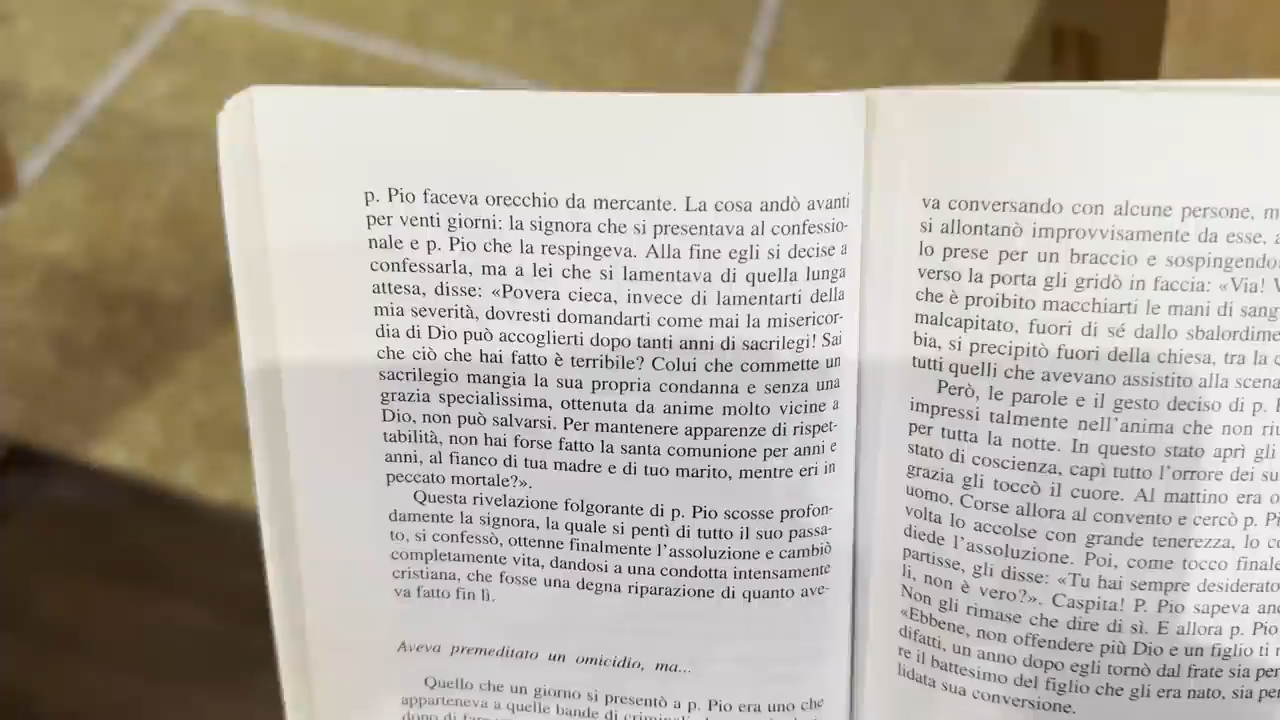 p. Pio faceva orecchio da mercante. La cosa andò avanti
per venti giorni: la signora che si presentava al confessio-
nale e p. Pio che la respingeva. Alla fine egli si decise a
confessarla, ma a lei che si lamentava di quella lunga
attesa, disse: «Povera cieca, invece di lamentarti della
mia severità, dovresti domandarti come mai la misericor-
dia di Dio può accoglierti dopo tanti anni di sacrilegi! Sai
che ciò che hai fatto è terribile? Colui che commette un
sacrilegio mangia la sua propria condanna e senza una
grazia specialissima, ottenuta da anime molto vicine a
Dio, non può salvarsi. Per mantenere apparenze di rispet-
tabilità, non hai forse fatto la santa comunione per anni e
anni, al fianco di tua madre e di tuo marito, mentre eri in
peccato mortale?».
Questa rivelazione folgorante di p. Pio scosse profon-
damente la signora, la quale si pentì di tutto il suo passa-
to, si confessò, ottenne finalmente l'assoluzione e cambiò
completamente vita, dandosi a una condotta intensamente
cristiana, che fosse una degna riparazione di quanto ave-
va fatto fin lì.
Aveva premeditato un omicidio, ma...
Quello che un giorno si presentò a p. Pio era uno che
apparteneva a quelle bande di
va conversando con alcune persone,
si allontanò improvvisamente da esse,
lo prese per un braccio e sospingendo
verso la porta gli gridò in faccia: «Via!
che è proibito macchiarti le mani di
malcapitato, fuori di sé dallo
bia, si precipitò fuori della chiesa, tra la
tutti quelli che avevano assistito alla scena
Però, le parole e il gesto deciso di p.
impressi talmente nell'anima che non
per tutta la notte. In questo stato aprì gli
stato di coscienza, capì tutto l'orrore dei
grazia gli toccò il cuore. Al mattino era
uomo, Corse allora al convento e cercò p.
volta lo accolse con grande tenerezza, lo
diede l'assoluzione. Poi, come tocco
partisse, gli disse: «Tu hai sempre desiderato
li, non è vero?». Caspita! P. Pio sapeva
Non gli rimase che dire di sì. E allora p. Pio
«Ebbene, non offendere più Dio e un figlio ti
difatti, un anno dopo egli tornò dal frate sia per
re il battesimo del figlio che gli era nato, sia per
lidata sua conversione.